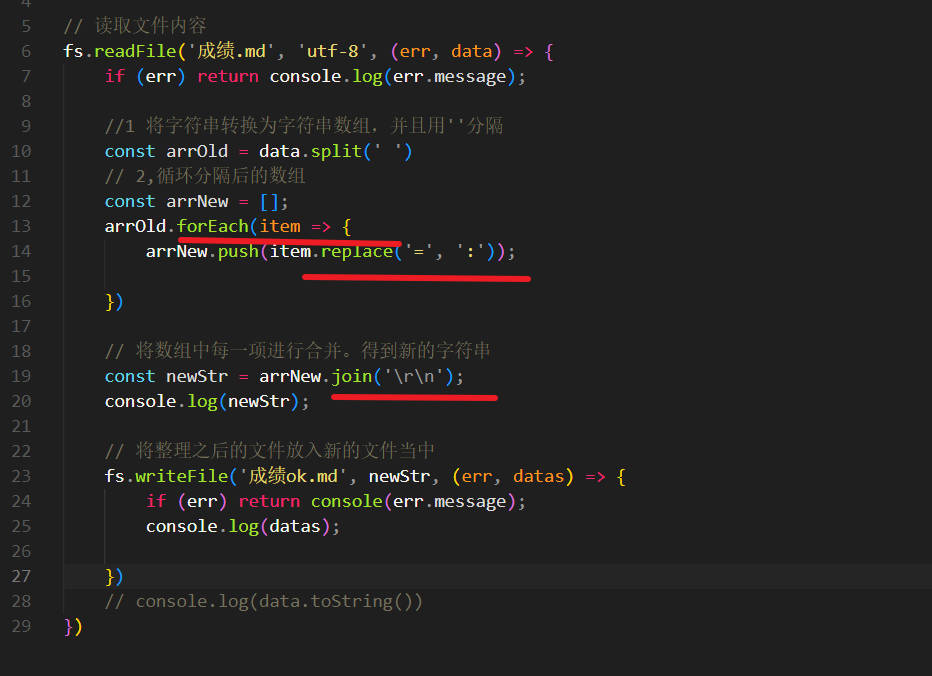 4
5 // 读取文件内容
6 fs.readFile('成绩.md', 'utf-8', (err, data) => {
7 if (err) return console.log(err.message);
8
9 //1 将字符串转换为字符串数组，并且用''分隔
10 const arrOld = data.split(' ')
11 // 2,循环分隔后的数组
12 const arrNew = [];
13 arrOld.forEach(item => {
14 arrNew.push(item.replace('=', ':'));
15
16 })
17
18 // 将数组中每一项进行合并。得到新的字符串
19 const newStr = arrNew.join('\r\n');
20 console.log(newStr);
21
22 // 将整理之后的文件放入新的文件当中
23 fs.writeFile('成绩ok.md', newStr, (err, datas) => {
24 if (err) return console(err.message);
25 console.log(datas);
26
27 })
28 // console.log(data.toString())
29 })